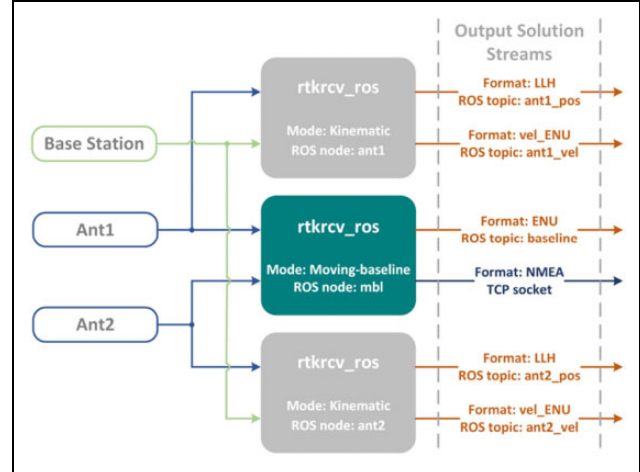 Output Solution
Streams
rtkrcv_ros
Mode: Kinematic
ROS node: ant1
Format: LLH
ROS topic: ant1_pos
Format: vel_ENU
ROS topic: ant1_vel
Base Station
Ant1
Ant2
rtkrcv_ros
Mode: Moving-baseline
ROS node: mbl
Format: ENU
ROS topic: baseline
Format: NMEA
TCP socket
rtkrcv_ros
Mode: Kinematic
ROS node: ant2
Format: LLH
ROS topic: ant2_pos
Format: vel_ENU
ROS topic: ant2_vel